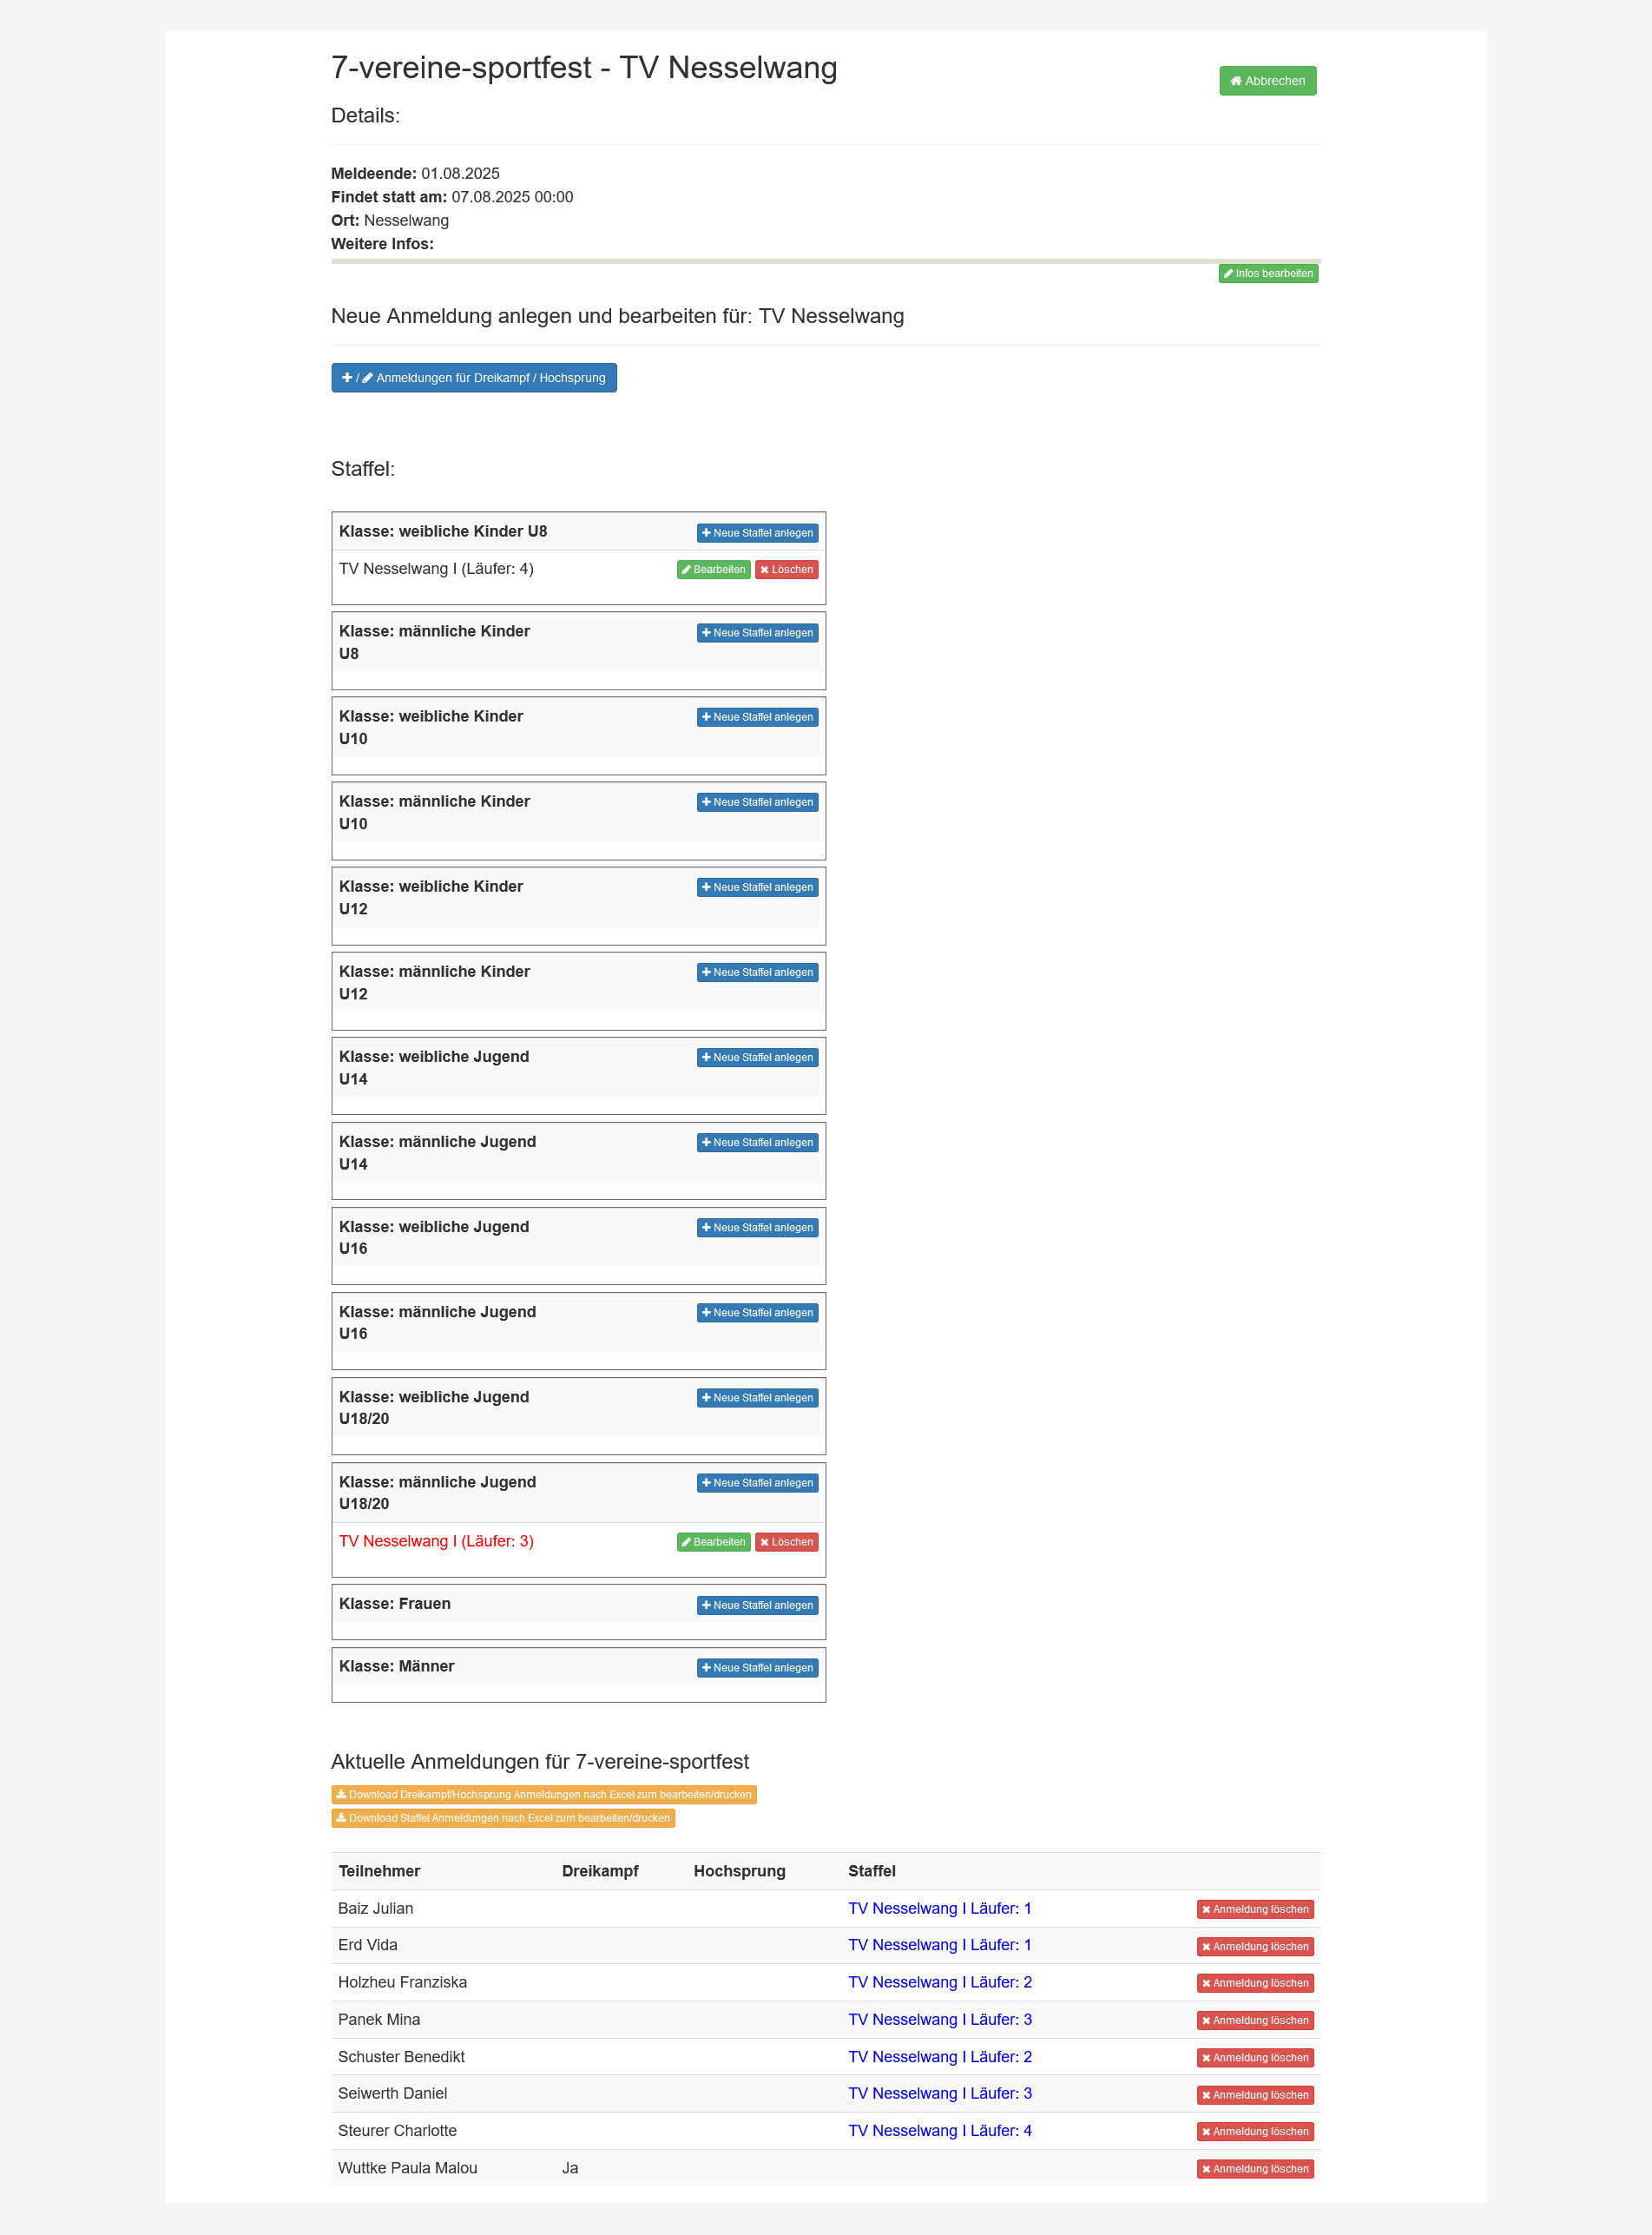 7-vereine-sportfest - TV Nesselwang
Abbrechen
Details:
Meldeende: 01.08.2025
Findet statt am: 07.08.2025 00:00
Ort: Nesselwang
Weitere Infos:
Infos bearbeiten
Neue Anmeldung anlegen und bearbeiten für: TV Nesselwang
/ Anmeldungen für Dreikampf / Hochsprung
Staffel:
Klasse: weibliche Kinder U8 Neue Staffel anlegen
TV Nesselwang I (Läufer: 4) Bearbeiten Löschen
Klasse: männliche Kinder Neue Staffel anlegen
U8
Klasse: weibliche Kinder Neue Staffel anlegen
U10
Klasse: männliche Kinder Neue Staffel anlegen
U10
Klasse: weibliche Kinder Neue Staffel anlegen
U12
Klasse: männliche Kinder Neue Staffel anlegen
U12
Klasse: weibliche Jugend Neue Staffel anlegen
U14
Klasse: männliche Jugend Neue Staffel anlegen
U14
Klasse: weibliche Jugend Neue Staffel anlegen
U16
Klasse: männliche Jugend Neue Staffel anlegen
U16
Klasse: weibliche Jugend Neue Staffel anlegen
U18/20
Klasse: männliche Jugend Neue Staffel anlegen
U18/20
TV Nesselwang I (Läufer: 3) Bearbeiten Löschen
Klasse: Frauen Neue Staffel anlegen
Klasse: Männer Neue Staffel anlegen
Aktuelle Anmeldungen für 7-vereine-sportfest
Download Dreikampf/Hochsprung Anmeldungen nach Excel zum bearbeiten/drucken
Download Staffel Anmeldungen nach Excel zum bearbeiten/drucken
Teilnehmer Dreikampf Hochsprung Staffel
Baiz Julian TV Nesselwang I Läufer: 1 Anmeldung löschen
Erd Vida TV Nesselwang I Läufer: 1 Anmeldung löschen
Holzheu Franziska TV Nesselwang I Läufer: 2 Anmeldung löschen
Panek Mina TV Nesselwang I Läufer: 3 Anmeldung löschen
Schuster Benedikt TV Nesselwang I Läufer: 2 Anmeldung löschen
Seiwerth Daniel TV Nesselwang I Läufer: 3 Anmeldung löschen
Steurer Charlotte TV Nesselwang I Läufer: 4 Anmeldung löschen
Wuttke Paula Malou Ja Anmeldung löschen